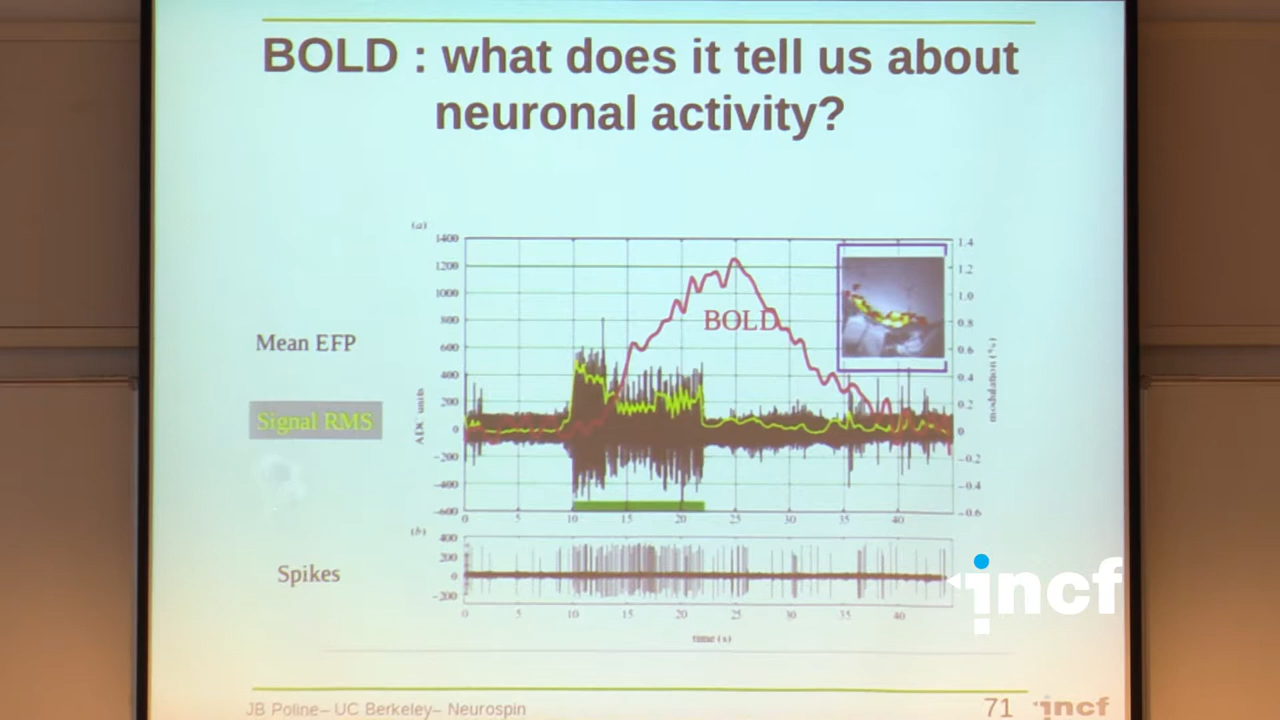 BOLD : what does it tell us about
neuronal activity?
(a)
1400
1200
1000
800
600
400
200
0
-200
-400
-600
ADC units
1.4
1.2
1.0
0.8
0.6
0.4
0.2
0
-0.2
-0.4
-0.6
modulation (%)
BOLD
Mean EFP
Signal RMS
0 5 10 15 20 25 30 35 40
(b)
400
200
0
-200
Spikes
0 5 10 15 20 25 30 35 40
time (s)
incf
JB Poline– UC Berkeley– Neurospin
71
incf